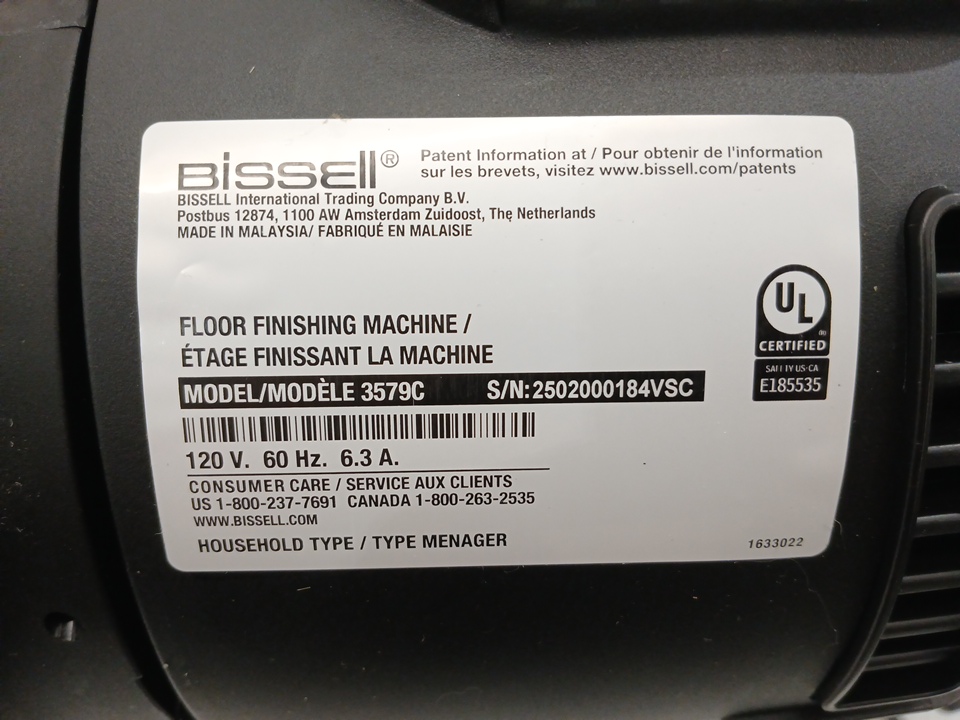 BISSELL®
Patent Information at / Pour obtenir de l'information
sur les brevets, visitez www.bissell.com/patents
BISSELL International Trading Company B.V.
Postbus 12874, 1100 AW Amsterdam Zuidoost, The Netherlands
MADE IN MALAYSIA/ FABRIQUÉ EN MALAISIE
FLOOR FINISHING MACHINE /
ÉTAGE FINISSANT LA MACHINE
MODEL/MODÈLE 3579C S/N:2502000184VSC
120 V. 60 Hz. 6.3 A.
CONSUMER CARE / SERVICE AUX CLIENTS
US 1-800-237-7691 CANADA 1-800-263-2535
WWW.BISSELL.COM
HOUSEHOLD TYPE / TYPE MENAGER
UL
CERTIFIED
SAFETY US-CA
E185535
1633022